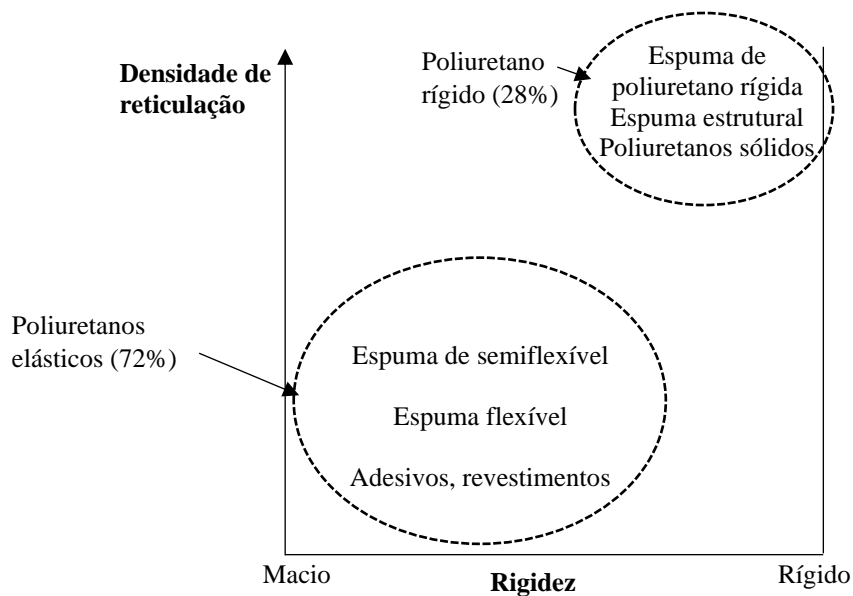 Densidade de
reticulação
Poliuretano
rígido (28%)
Espuma de
poliuretano rígida
Espuma estrutural
Poliuretanos sólidos
Poliuretanos
elásticos (72%)
Espuma de semiflexível
Espuma flexível
Adesivos, revestimentos
Macio
Rigidez
Rígido